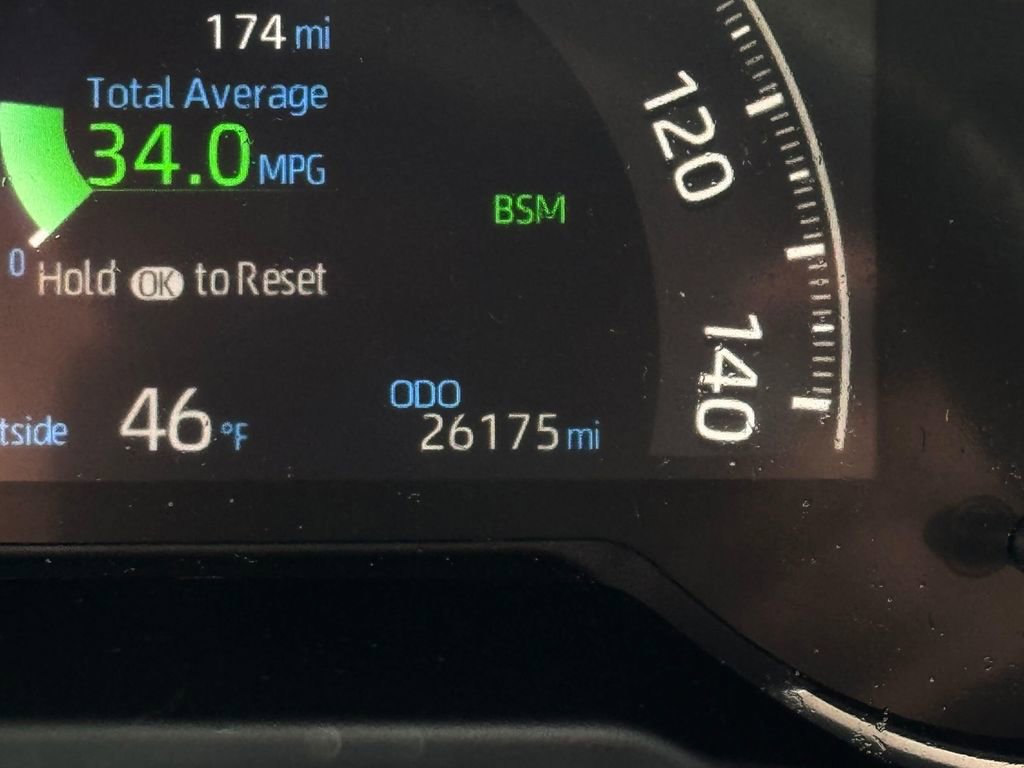 174 mi
Total Average
34.0 MPG
0
Hold OK to Reset
tside 46 °F
BSM
ODO
26175 mi
120
140